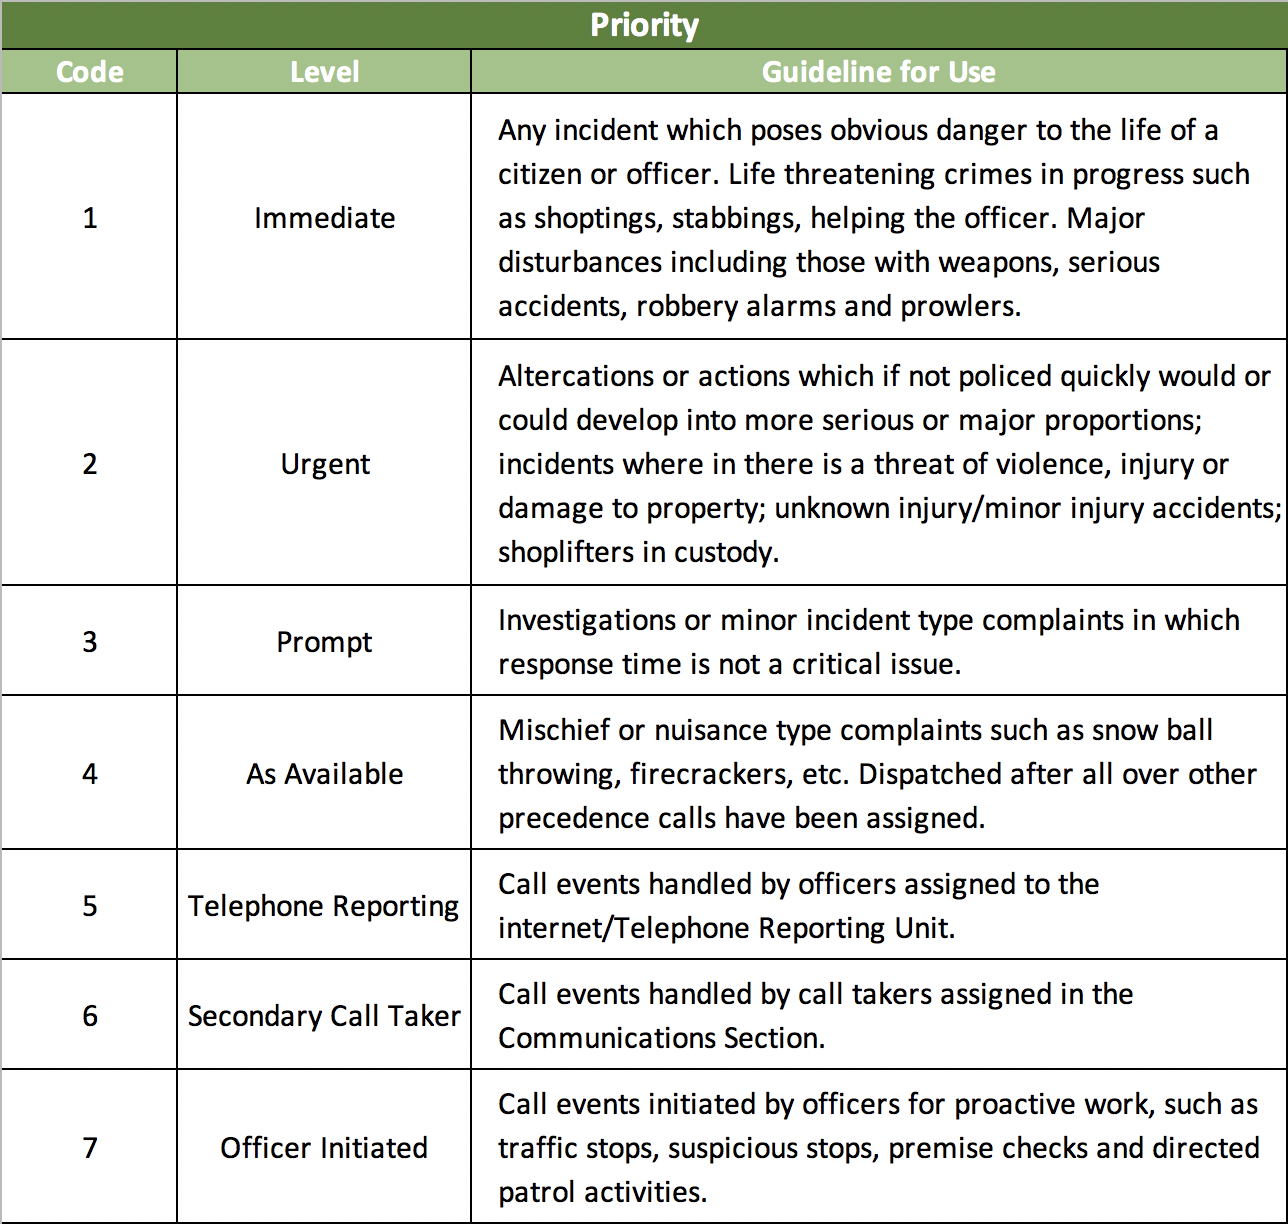 Priority
Code Level Guideline for Use
Any incident which poses obvious danger to the life of a
citizen or officer. Life threatening crimes in progress such
1 Immediate as shoptings, stabbings, helping the officer. Major
disturbances including those with weapons, serious
accidents, robbery alarms and prowlers.
Altercations or actions which if not policed quickly would or
could develop into more serious or major proportions;
2 Urgent incidents where in there is a threat of violence, injury or
damage to property; unknown injury/minor injury accidents;
shoplifters in custody.
3 Prompt Investigations or minor incident type complaints in which
response time is not a critical issue.
Mischief or nuisance type complaints such as snow ball
4 As Available throwing, firecrackers, etc. Dispatched after all over other
precedence calls have been assigned.
5 Telephone Reporting Call events handled by officers assigned to the
internet/Telephone Reporting Unit.
6 Secondary Call Taker Call events handled by call takers assigned in the
Communications Section.
Call events initiated by officers for proactive work, such as
7 Officer Initiated traffic stops, suspicious stops, premise checks and directed
patrol activities.